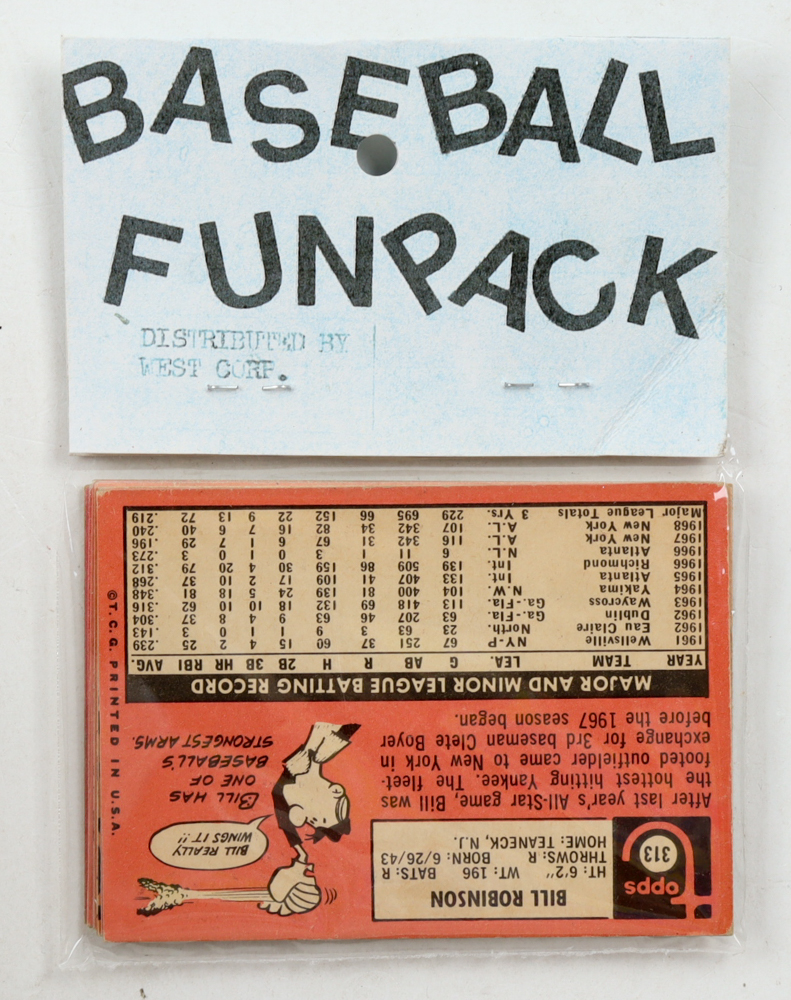 BASEBALL
FUNPACK
DISTRIBUTED BY
WEST CORP.
topps
313
BILL ROBINSON
HT: 6'2" WT: 196 BATS: R
THROWS: R BORN: 6/26/43
HOME: TEANECK, N.J.
BILL REALLY
WINGS IT!!
BILL HAS
ONE OF
BASEBALL'S
STRONGEST ARMS.
After last year's All-Star game, Bill was
the hottest hitting Yankee. The fleet-
footed outfielder came to New York in
exchange for 3rd baseman Clete Boyer
before the 1967 season began.
MAJOR AND MINOR LEAGUE BATTING RECORD
YEAR TEAM LEA. G AB R H 2B 3B HR RBI AVG.
1961 Wellsville NY-P 67 251 37 60 15 4 2 25 .239
1962 Eau Claire North. 23 63 3 9 1 1 0 3 .143
1962 Dublin Ga.-Fla. 63 207 46 63 9 4 8 37 .304
1963 Waycross Ga.-Fla. 113 418 69 132 18 10 10 62 .316
1964 Yakima N.W. 104 400 81 139 24 5 18 81 .348
1965 Atlanta Int. 133 407 41 109 17 2 10 37 .268
1966 Richmond Int. 139 509 86 159 30 4 20 79 .312
1966 Atlanta N.L. 6 11 1 3 0 1 0 3 .273
1967 New York A.L. 116 342 31 67 6 1 7 29 .196
1968 New York A.L. 107 342 34 82 16 7 6 40 .240
Major League Totals 3 Yrs. 229 695 66 152 22 9 13 72 .219
©T.C.G. PRINTED IN U.S.A.